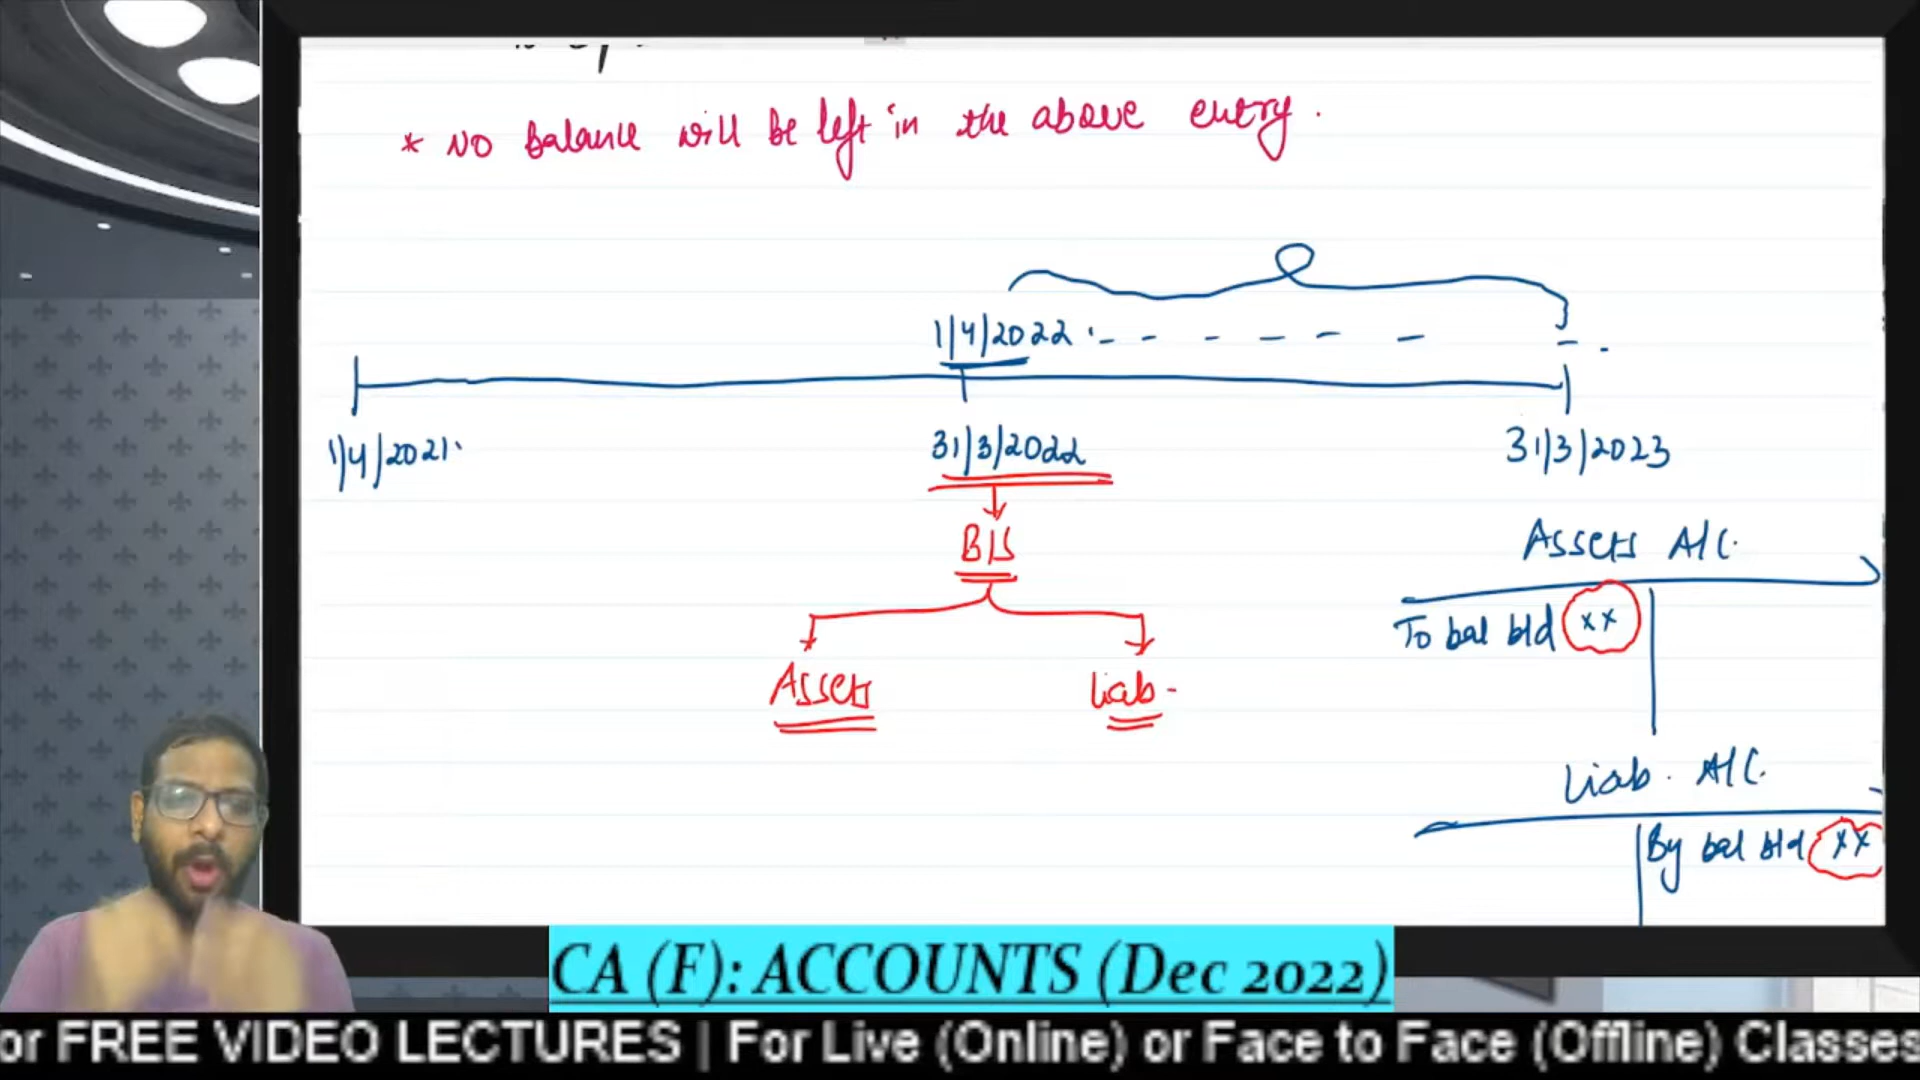 * NO Balance will be left in the above entry.
1/4/2022 - - - - - - -
1/4/2021
31/3/2022
31/3/2023
B/S
Assets
Liab.
Assets A/C.
To bal b/d xx
Liab. A/C.
By bal b/d xx
CA (F): ACCOUNTS (Dec 2022)
or FREE VIDEO LECTURES | For Live (Online) or Face to Face (Offline) Classes